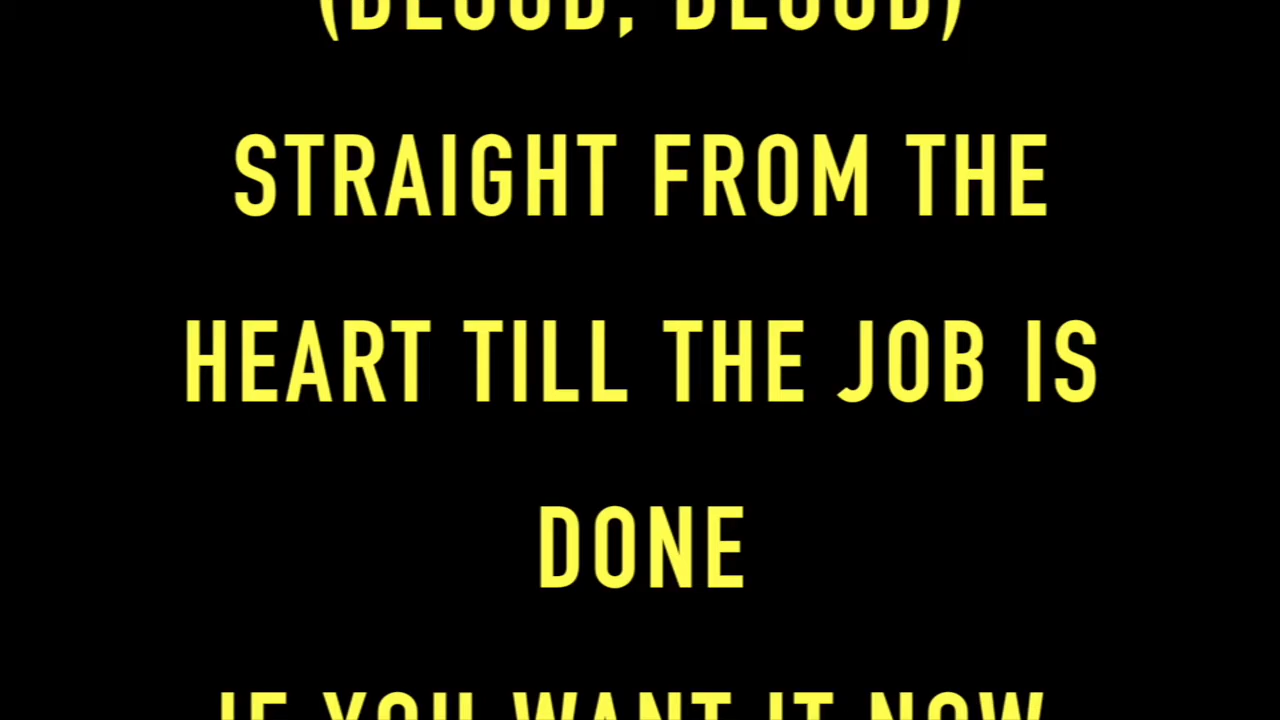 (BLOOD, BLOOD)
STRAIGHT FROM THE
HEART TILL THE JOB IS
DONE
IF YOU WANT IT NOW